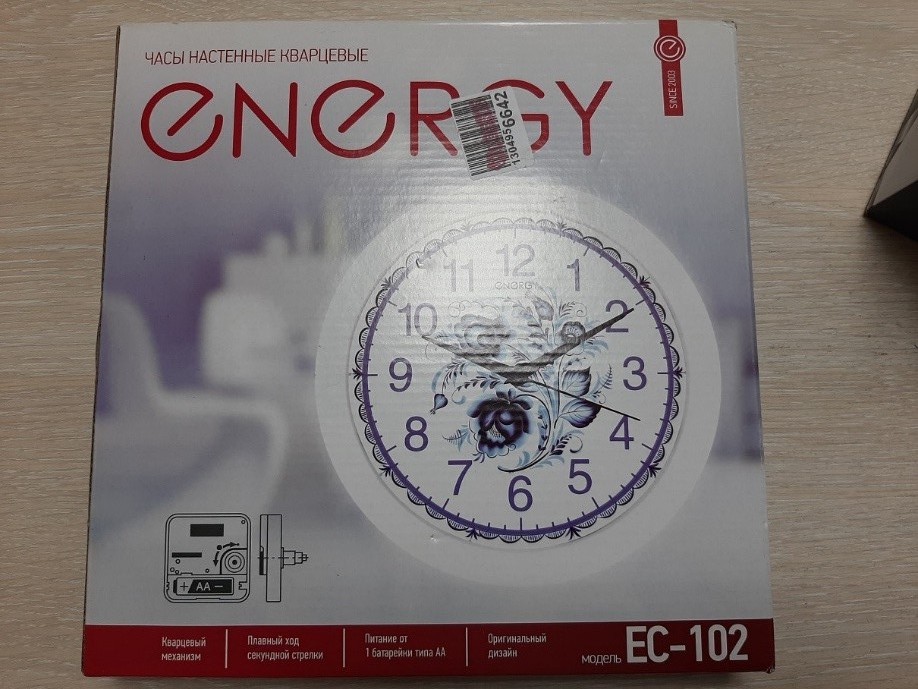 ЧАСЫ НАСТЕННЫЕ КВАРЦЕВЫЕ
eNeRGY
SINCE 2003
1304956642
12
11 1
ENERGY
10 2
9 3
8 4
7 5
6
+ AA −
Кварцевый
механизм
Плавный ход
секундной стрелки
Питание от
1 батарейки типа АА
Оригинальный
дизайн
модель EC-102